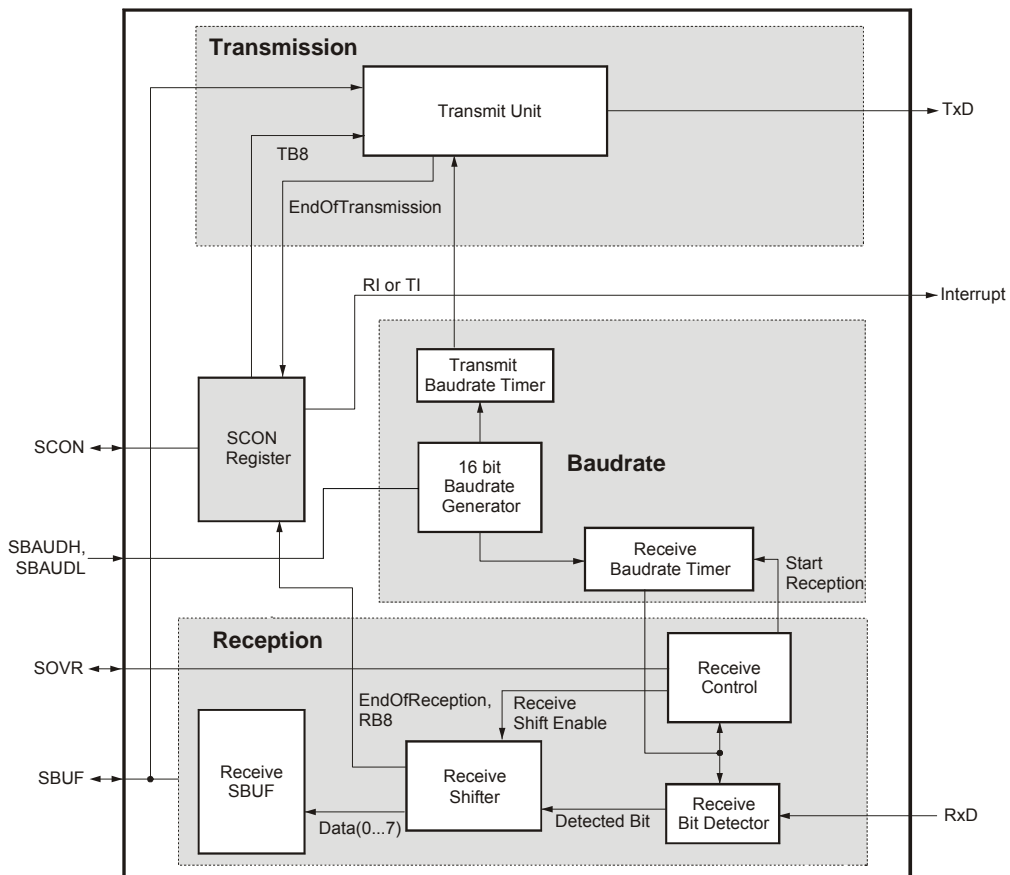 Transmission
Transmit Unit
TxD
TB8
EndOfTransmission
RI or TI
Interrupt
Transmit
Baudrate Timer
SCON
SCON
Register
16 bit
Baudrate
Generator
Baudrate
SBAUDH,
SBAUDL
Receive
Baudrate Timer
Start
Reception
Reception
SOVR
Receive
Control
EndOfReception,
RB8
Receive
Shift Enable
SBUF
Receive
SBUF
Receive
Shifter
Data(0...7)
Detected Bit
Receive
Bit Detector
RxD